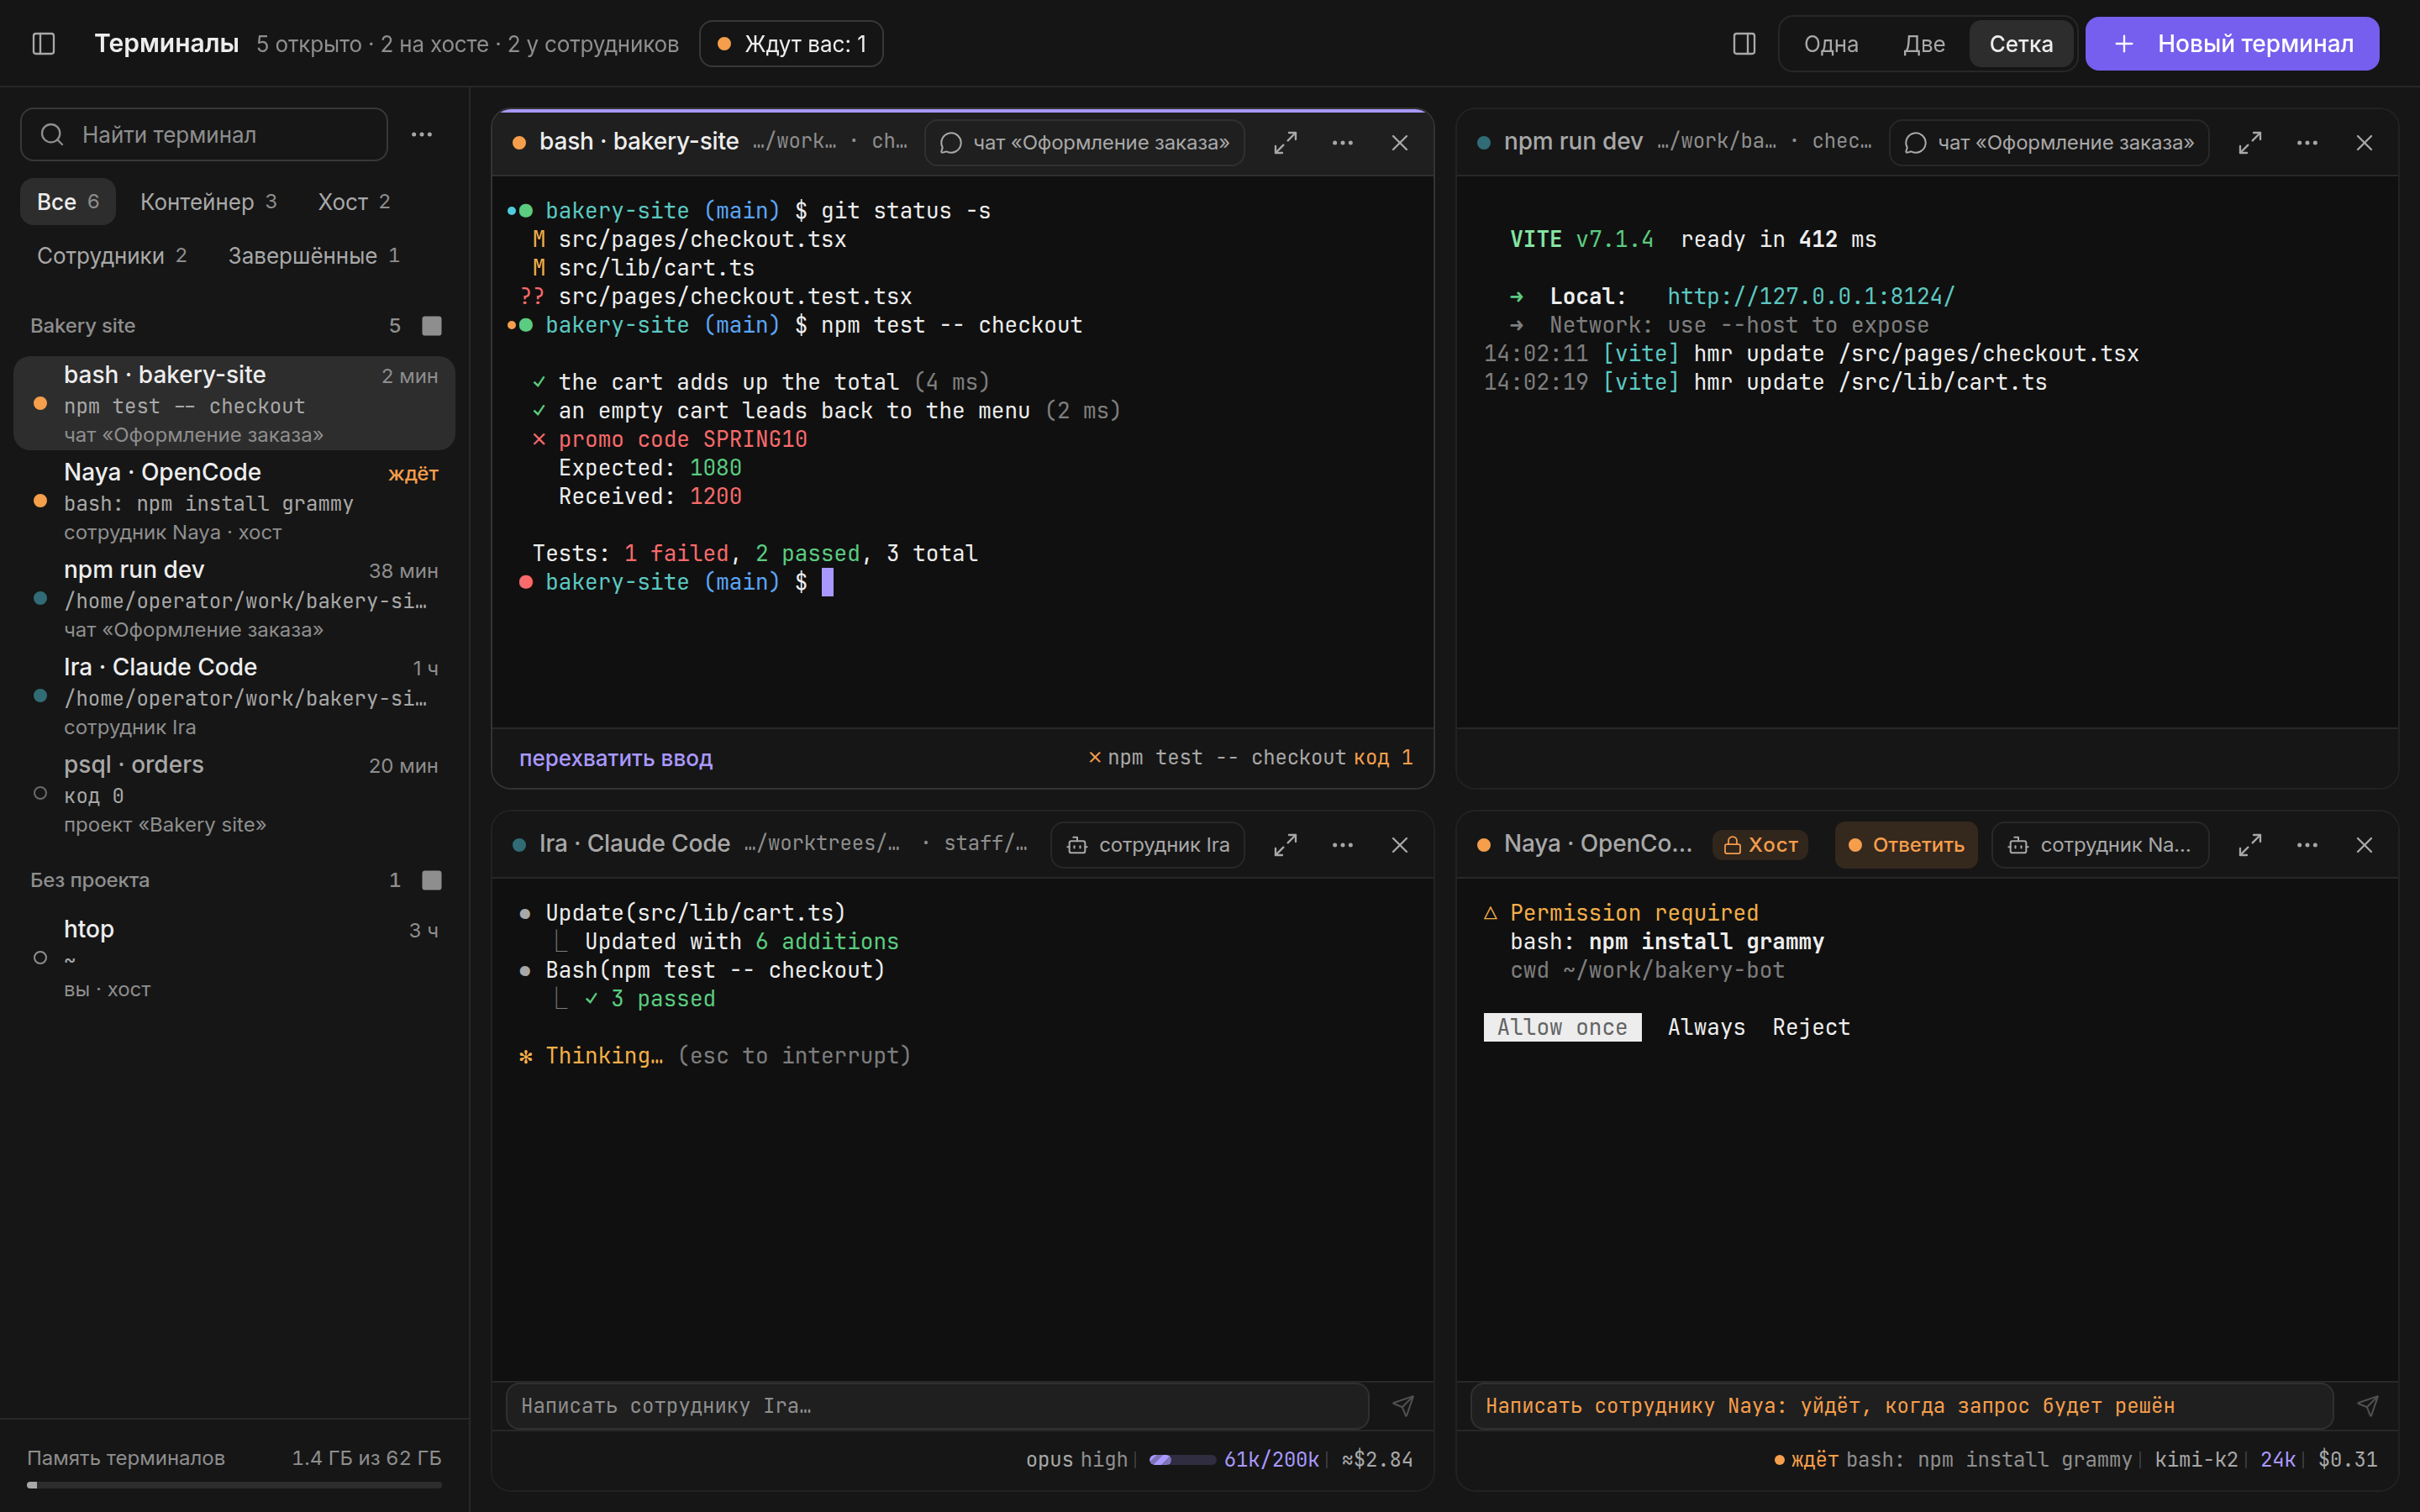 Терминалы 5 открыто · 2 на хосте · 2 у сотрудников Ждут вас: 1
Одна Две Сетка + Новый терминал
Найти терминал
Все 6 Контейнер 3 Хост 2
Сотрудники 2 Завершённые 1
Bakery site 5
bash · bakery-site 2 мин
npm test -- checkout
чат «Оформление заказа»
Naya · OpenCode ждёт
bash: npm install grammy
сотрудник Naya · хост
npm run dev 38 мин
/home/operator/work/bakery-si…
чат «Оформление заказа»
Ira · Claude Code 1 ч
/home/operator/work/bakery-si…
сотрудник Ira
psql · orders 20 мин
код 0
проект «Bakery site»
Без проекта 1
htop 3 ч
~
вы · хост
Память терминалов 1.4 ГБ из 62 ГБ
bash · bakery-site …/work… · ch… чат «Оформление заказа»
bakery-site (main) $ git status -s
M src/pages/checkout.tsx
M src/lib/cart.ts
?? src/pages/checkout.test.tsx
bakery-site (main) $ npm test -- checkout
✓ the cart adds up the total (4 ms)
✓ an empty cart leads back to the menu (2 ms)
✕ promo code SPRING10
Expected: 1080
Received: 1200
Tests: 1 failed, 2 passed, 3 total
bakery-site (main) $
перехватить ввод ✕ npm test -- checkout код 1
npm run dev …/work/ba… · chec… чат «Оформление заказа»
VITE v7.1.4 ready in 412 ms
➜ Local: http://127.0.0.1:8124/
➜ Network: use --host to expose
14:02:11 [vite] hmr update /src/pages/checkout.tsx
14:02:19 [vite] hmr update /src/lib/cart.ts
Ira · Claude Code …/worktrees/… · staff/… сотрудник Ira
● Update(src/lib/cart.ts)
⎿ Updated with 6 additions
● Bash(npm test -- checkout)
⎿ ✓ 3 passed
✻ Thinking… (esc to interrupt)
Написать сотруднику Ira…
opus high 61k/200k ≈$2.84
Naya · OpenCo… Хост Ответить сотрудник Na…
△ Permission required
bash: npm install grammy
cwd ~/work/bakery-bot
Allow once Always Reject
Написать сотруднику Naya: уйдёт, когда запрос будет решён
ждёт bash: npm install grammy kimi-k2 24k $0.31